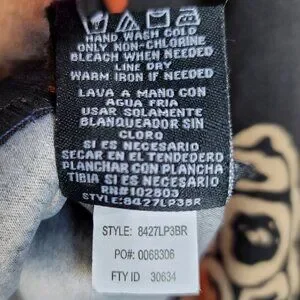 HAND WASH COLD
ONLY NON-CHLORINE
BLEACH WHEN NEEDED
LINE DRY
WARM IRON IF NEEDED
LAVA A MANO CON
AGUA FRIA
USAR SOLAMENTE
BLANQUEADOR SIN
CLORO
SI ES NECESARIO
SECAR EN EL TENDEDERO
PLANCHAR CON PLANCHA
TIBIA SI ES NECESARIO
RN#102803
STYLE:8427LP3BR
STYLE: 8427LP3BR
PO#: 0068306
FTY ID 30634